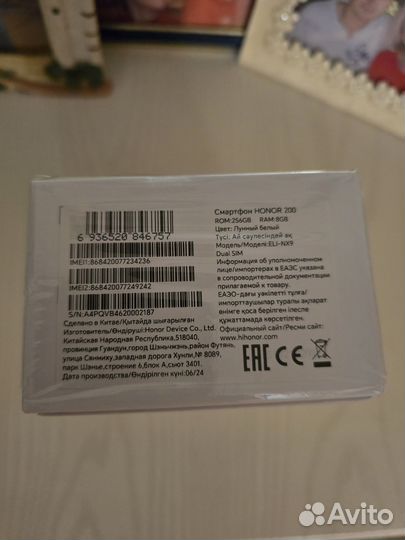 6 936520 846757
IMEI1:868420077234236
IMEI2:868420077249242
S/N:A4PQVB4620002187
Смартфон HONOR 200
ROM:256GB RAM:8GB
Цвет: Лунный белый
Түсі: Ай сәулесіндей ақ
Модель/Моделі:ELI-NX9
Dual SIM
Информация об уполномоченном
лице/импортерах в ЕАЭС указана
в сопроводительной документации
прилагаемой к товару.
ЕАЭО-дағы уәкілетті тұлға/
импорттаушылар туралы ақпарат
өнімге қоса берілген ілеспе
құжаттамада көрсетілген.
Официальный сайт/Ресми сайт:
www.hihonor.com
Сделано в Китае/Қытайда шығарылған
Изготовитель/Өндіруші:Honor Device Co., Ltd.
Китайская Народная Республика,518040,
провинция Гуандун,город Шэньчжэнь,район Футянь,
улица Сянмиху,западная дорога Хунли,№ 8089,
парк Шэнье,строение 6,блок А,сьют 3401.
Дата производства/Өндірілген күні:06/24
EAC CE
Avito